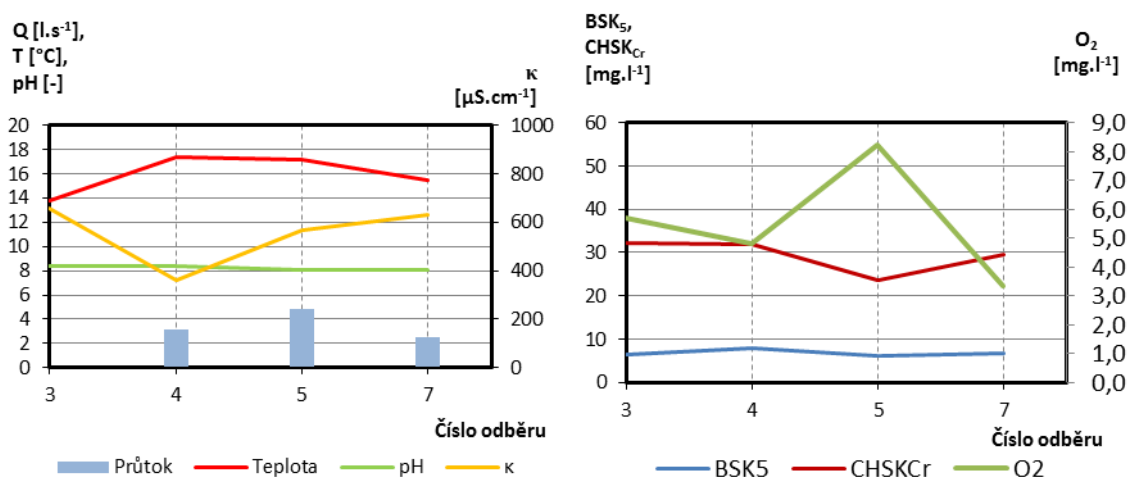 Q [l.s⁻¹],
T [°C],
pH [-]
κ
[µS.cm⁻¹]
20
18
16
14
12
10
8
6
4
2
0
1000
800
600
400
200
0
3 4 5 7
Číslo odběru
Průtok Teplota pH κ
BSK₅,
CHSK_Cr
[mg.l⁻¹]
O₂
[mg.l⁻¹]
60
50
40
30
20
10
0
9,0
8,0
7,0
6,0
5,0
4,0
3,0
2,0
1,0
0,0
3 4 5 7
Číslo odběru
BSK5 CHSKCr O2